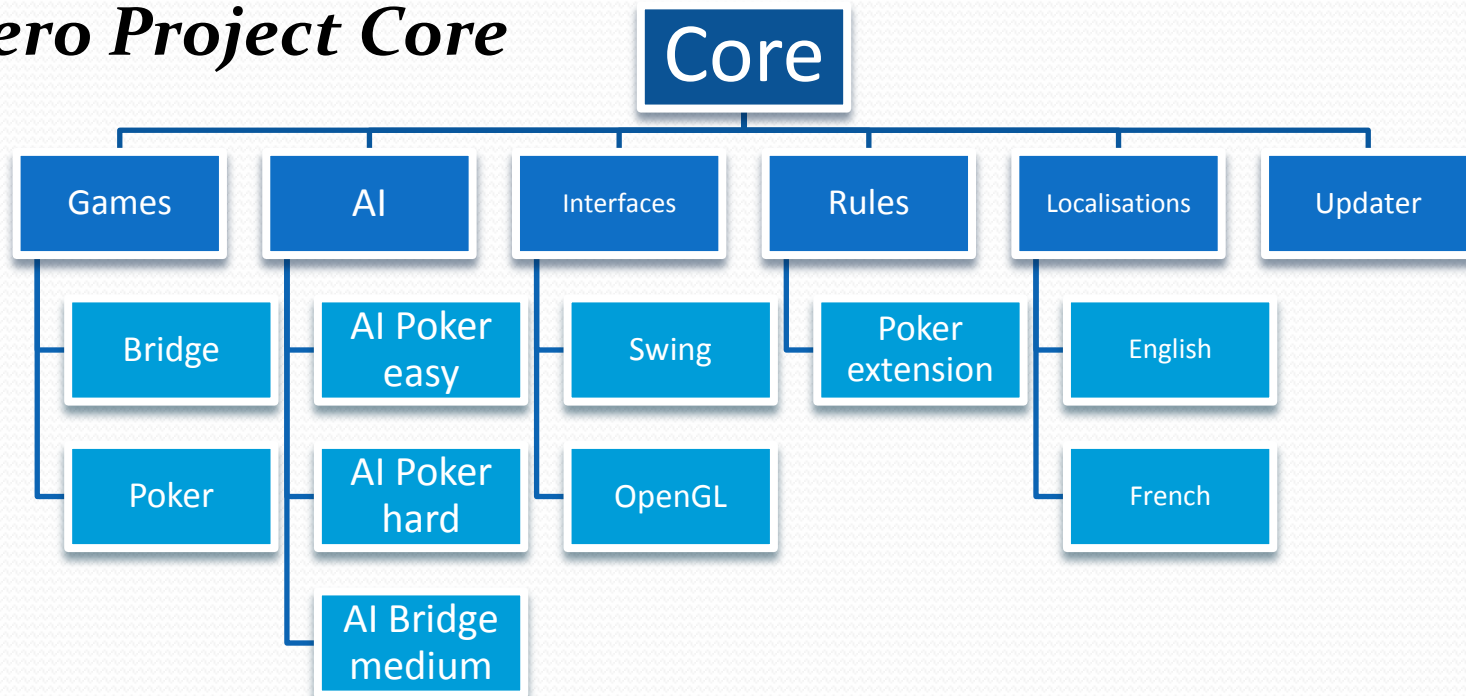 ero Project Core
Core
Games
AI
Interfaces
Rules
Localisations
Updater
Bridge
AI Poker
easy
Swing
Poker
extension
English
Poker
AI Poker
hard
OpenGL
French
AI Bridge
medium